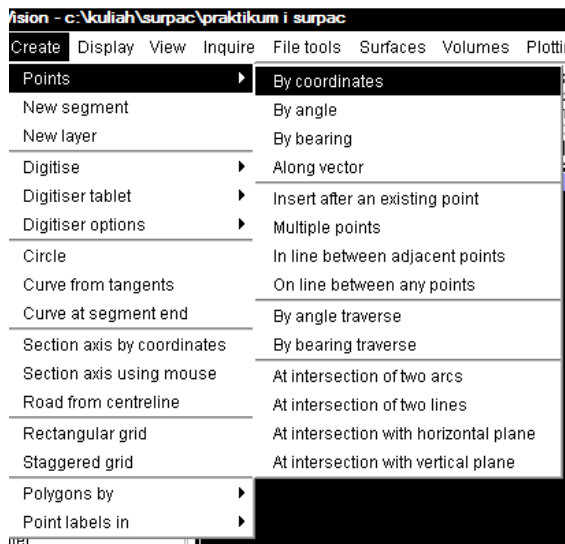 Vision - c:\kuliah\surpac\praktikum i surpac
Create Display View Inquire File tools Surfaces Volumes
Points
New segment
New layer
Digitise
Digitiser tablet
Digitiser options
Circle
Curve from tangents
Curve at segment end
Section axis by coordinates
Section axis using mouse
Road from centreline
Rectangular grid
Staggered grid
Polygons by
Point labels in
By coordinates
By angle
By bearing
Along vector
Insert after an existing point
Multiple points
In line between adjacent points
On line between any points
By angle traverse
By bearing traverse
At intersection of two arcs
At intersection of two lines
At intersection with horizontal plane
At intersection with vertical plane